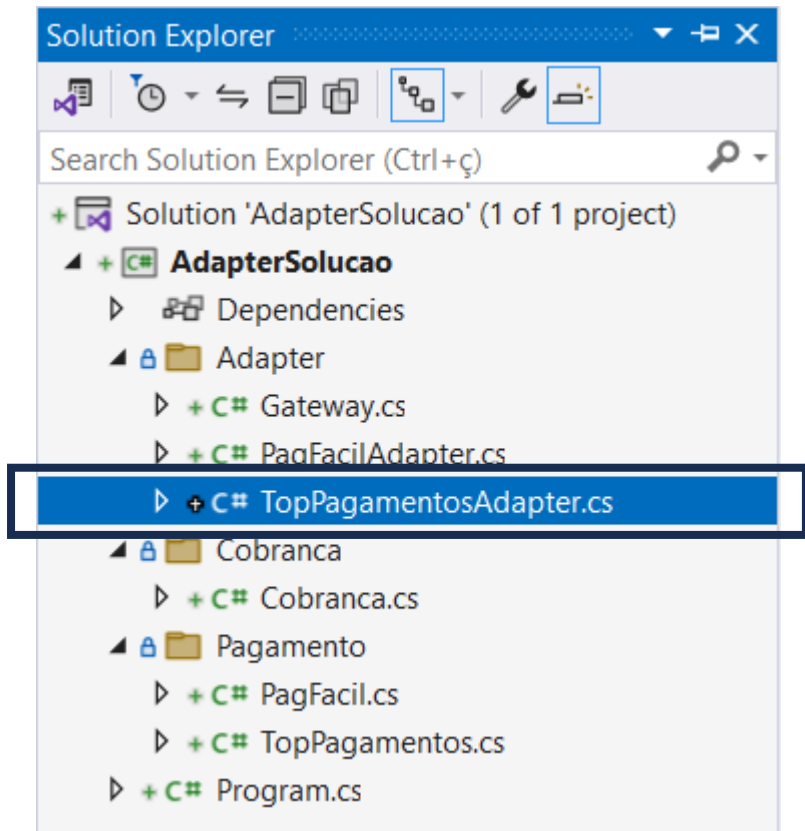 Solution Explorer
Search Solution Explorer (Ctrl+ç)
Solution 'AdapterSolucao' (1 of 1 project)
C# AdapterSolucao
Dependencies
Adapter
C# Gateway.cs
C# PagFacilAdapter.cs
C# TopPagamentosAdapter.cs
Cobranca
C# Cobranca.cs
Pagamento
C# PagFacil.cs
C# TopPagamentos.cs
C# Program.cs